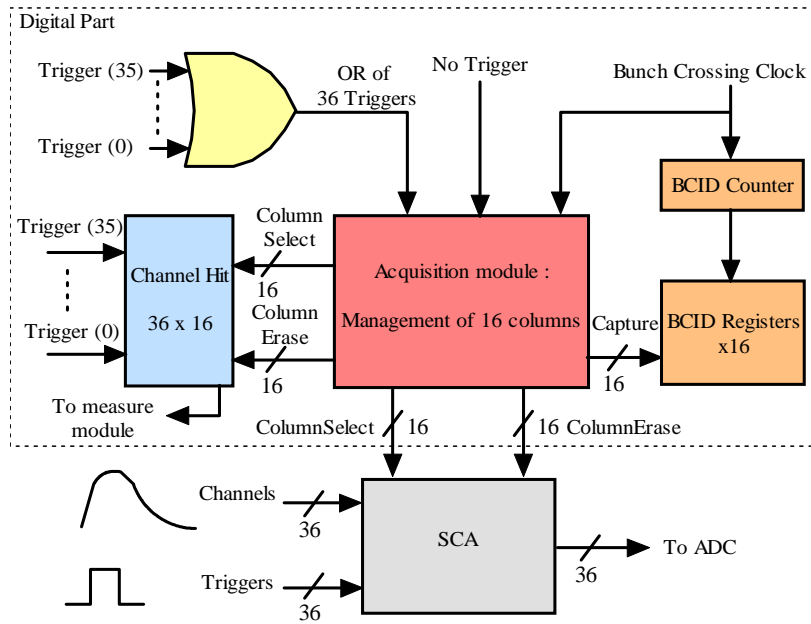 Digital Part
Trigger (35)
Trigger (0)
OR of
36 Triggers
No Trigger
Bunch Crossing Clock
BCID Counter
Trigger (35)
Trigger (0)
Channel Hit
36 x 16
Column
Select
16
Column
Erase
16
Acquisition module :
Management of 16 columns
Capture
16
BCID Registers
x16
To measure
module
ColumnSelect
16
16 ColumnErase
Channels
36
Triggers
36
SCA
36
To ADC